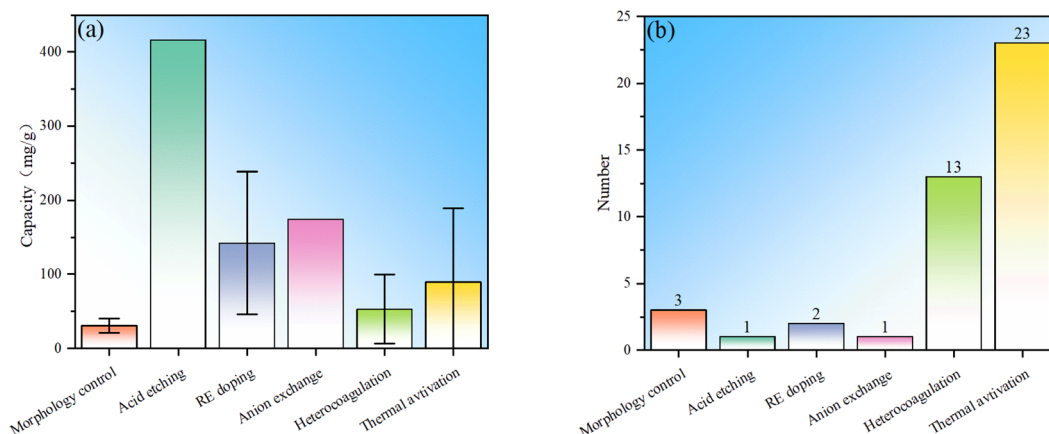 (a)
Capacity（mg/g）
400
300
200
100
0
Morphology control
Acid etching
RE doping
Anion exchange
Heterocoagulation
Thermal avtivation
(b)
Number
25
20
15
10
5
0
3
1
2
1
13
23
Morphology control
Acid etching
RE doping
Anion exchange
Heterocoagulation
Thermal avtivation